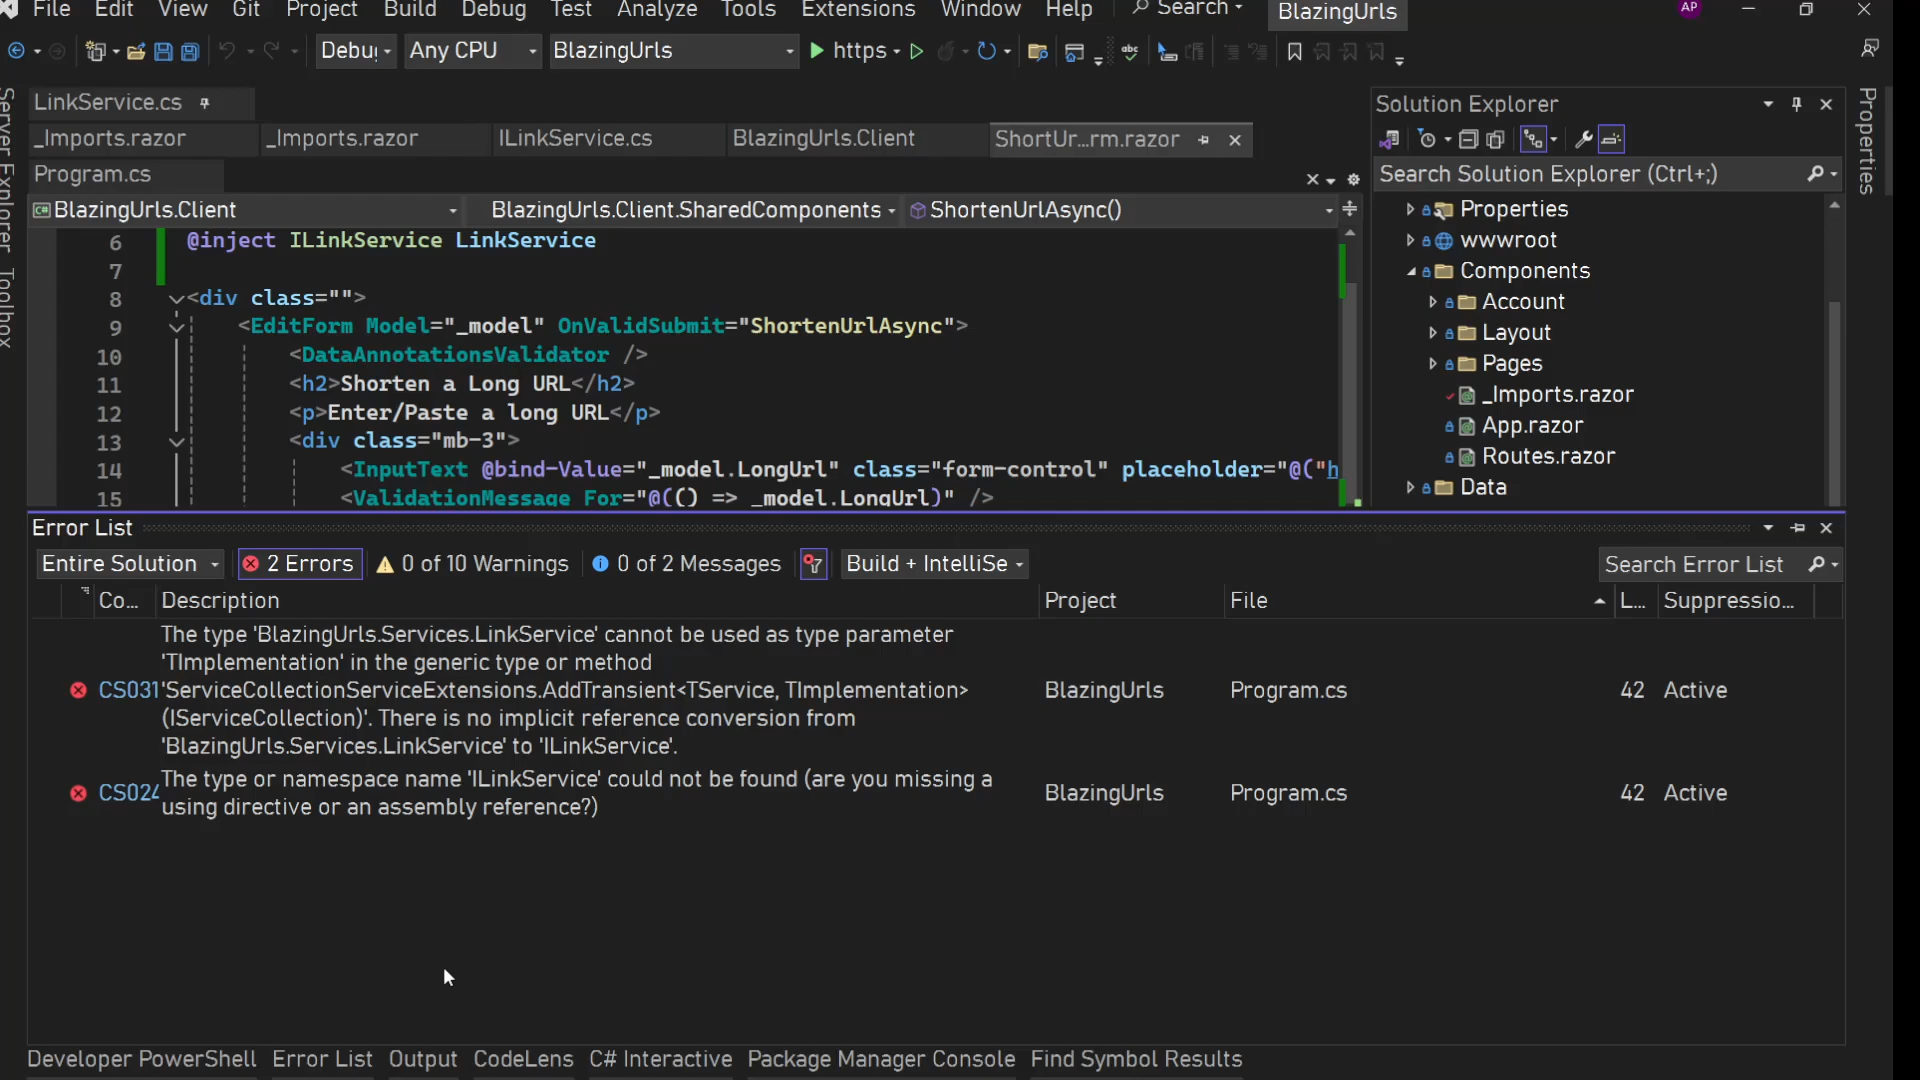 File Edit View Git Project Build Debug Test Analyze Tools Extensions Window Help Search BlazingUrls AP
Debug Any CPU BlazingUrls https
LinkService.cs
_Imports.razor _Imports.razor ILinkService.cs BlazingUrls.Client ShortUr...rm.razor
Program.cs
BlazingUrls.Client BlazingUrls.Client.SharedComponents ShortenUrlAsync()
6 @inject ILinkService LinkService
7
8 <div class="">
9 <EditForm Model="_model" OnValidSubmit="ShortenUrlAsync">
10 <DataAnnotationsValidator />
11 <h2>Shorten a Long URL</h2>
12 <p>Enter/Paste a long URL</p>
13 <div class="mb-3">
14 <InputText @bind-Value="_model.LongUrl" class="form-control" placeholder="@("h
15 <ValidationMessage For="@(() => _model.LongUrl)" />
Server Explorer
Toolbox
Solution Explorer
Search Solution Explorer (Ctrl+;)
Properties
wwwroot
Components
Account
Layout
Pages
_Imports.razor
App.razor
Routes.razor
Data
Properties
Error List
Entire Solution 2 Errors 0 of 10 Warnings 0 of 2 Messages Build + IntelliSe Search Error List
Co... Description Project File L... Suppressio...
The type 'BlazingUrls.Services.LinkService' cannot be used as type parameter
'TImplementation' in the generic type or method
CS031 'ServiceCollectionServiceExtensions.AddTransient<TService, TImplementation> BlazingUrls Program.cs 42 Active
(IServiceCollection)'. There is no implicit reference conversion from
'BlazingUrls.Services.LinkService' to 'ILinkService'.
The type or namespace name 'ILinkService' could not be found (are you missing a
CS024 BlazingUrls Program.cs 42 Active
using directive or an assembly reference?)
Developer PowerShell Error List Output CodeLens C# Interactive Package Manager Console Find Symbol Results